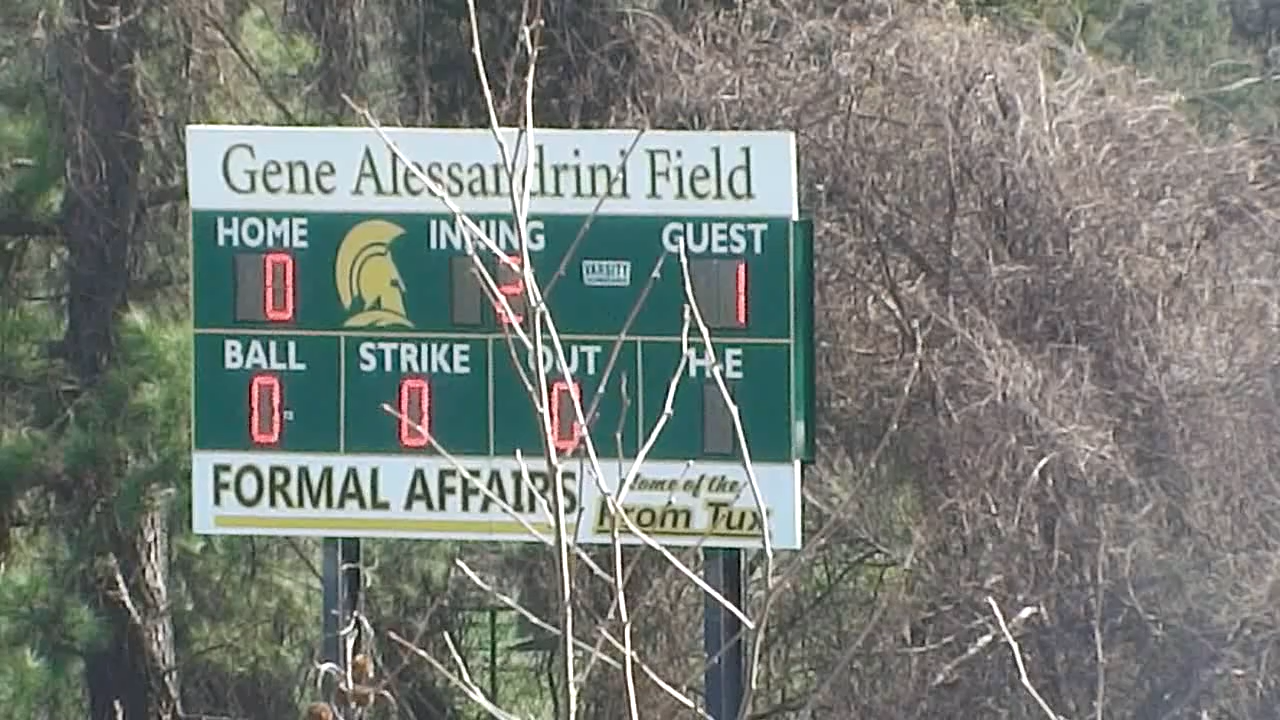 Gene Alessandrini Field
HOME INNING GUEST
0 2 VARSITY 1
BALL STRIKE OUT H-E
0 0 0
FORMAL AFFAIRS Home of the
Prom Tux